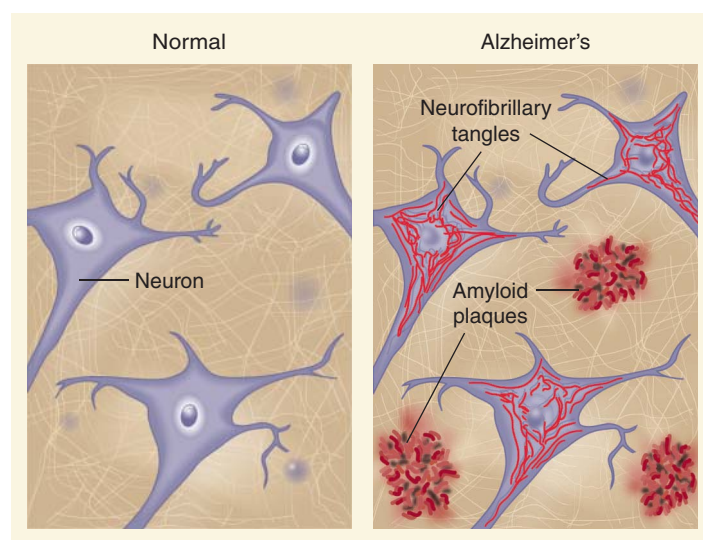 Normal
Alzheimer's
Neurofibrillary
tangles
Neuron
Amyloid
plaques